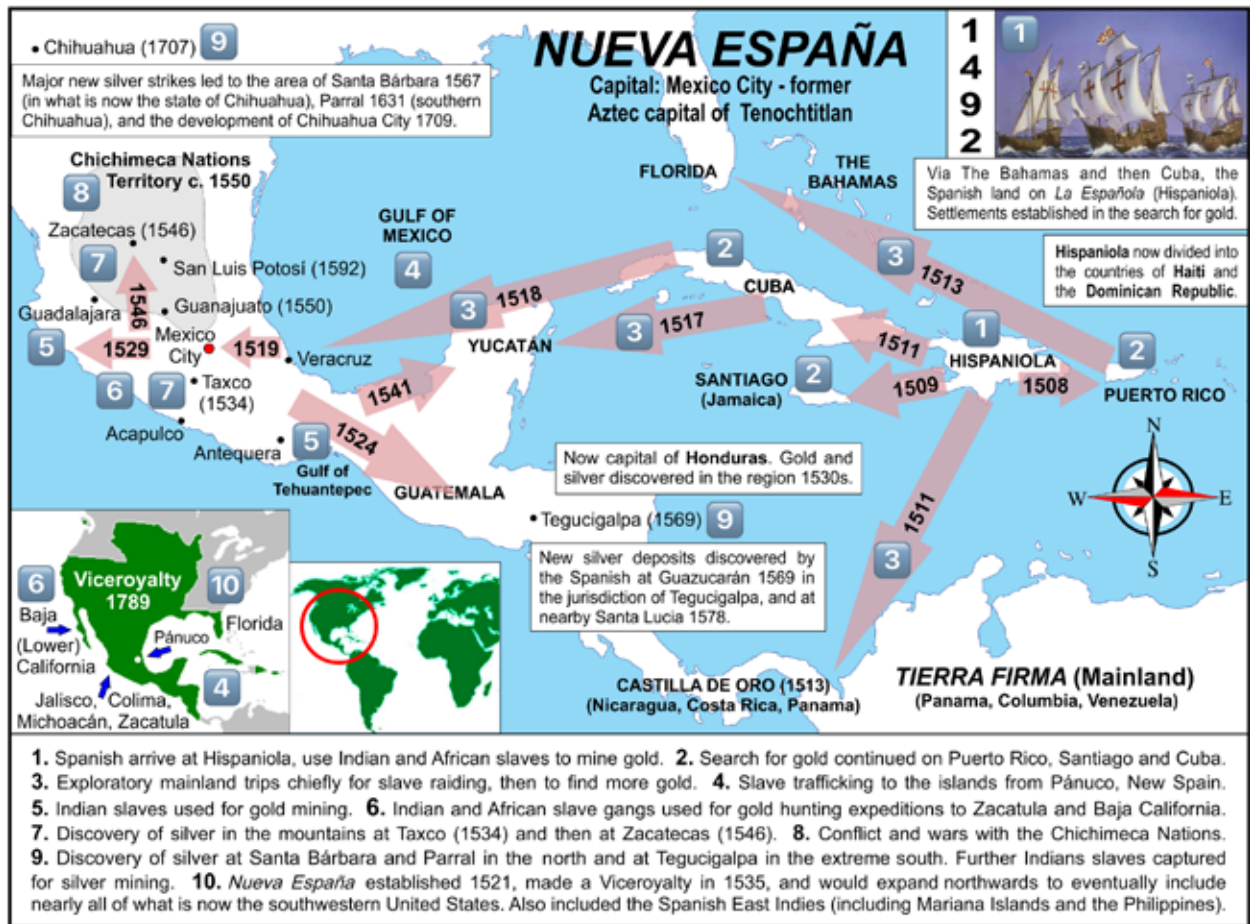 NUEVA ESPAÑA
Capital: Mexico City - former
Aztec capital of Tenochtitlan
1
4
9
2
1
Via The Bahamas and then Cuba, the
Spanish land on La Española (Hispaniola).
Settlements established in the search for gold.
Hispaniola now divided into
the countries of Haiti and
the Dominican Republic.
• Chihuahua (1707) 9
Major new silver strikes led to the area of Santa Bárbara 1567
(in what is now the state of Chihuahua), Parral 1631 (southern
Chihuahua), and the development of Chihuahua City 1709.
Chichimeca Nations
Territory c. 1550
8
Zacatecas (1546)
7
San Luis Potosí (1592)
Guanajuato (1550)
Guadalajara
1546
Mexico
City
5
1529
1519
Veracruz
6
7
Taxco
(1534)
Acapulco
Antequera
5
Gulf of
Tehuantepec
1524
1541
GUATEMALA
GULF OF
MEXICO
4
3
1518
YUCATÁN
3
1517
2
CUBA
FLORIDA
THE
BAHAMAS
3
1513
1511
1
HISPANIOLA
2
PUERTO RICO
1508
1509
2
SANTIAGO
(Jamaica)
1511
3
N
W
E
S
Now capital of Honduras. Gold and
silver discovered in the region 1530s.
• Tegucigalpa (1569) 9
New silver deposits discovered by
the Spanish at Guazucarán 1569 in
the jurisdiction of Tegucigalpa, and at
nearby Santa Lucia 1578.
CASTILLA DE ORO (1513)
(Nicaragua, Costa Rica, Panama)
TIERRA FIRMA (Mainland)
(Panama, Columbia, Venezuela)
Viceroyalty
1789
6
10
Baja
(Lower)
California
Pánuco
Florida
4
Jalisco, Colima,
Michoacán, Zacatula
1. Spanish arrive at Hispaniola, use Indian and African slaves to mine gold. 2. Search for gold continued on Puerto Rico, Santiago and Cuba.
3. Exploratory mainland trips chiefly for slave raiding, then to find more gold. 4. Slave trafficking to the islands from Pánuco, New Spain.
5. Indian slaves used for gold mining. 6. Indian and African slave gangs used for gold hunting expeditions to Zacatula and Baja California.
7. Discovery of silver in the mountains at Taxco (1534) and then at Zacatecas (1546). 8. Conflict and wars with the Chichimeca Nations.
9. Discovery of silver at Santa Bárbara and Parral in the north and at Tegucigalpa in the extreme south. Further Indians slaves captured
for silver mining. 10. Nueva España established 1521, made a Viceroyalty in 1535, and would expand northwards to eventually include
nearly all of what is now the southwestern United States. Also included the Spanish East Indies (including Mariana Islands and the Philippines).